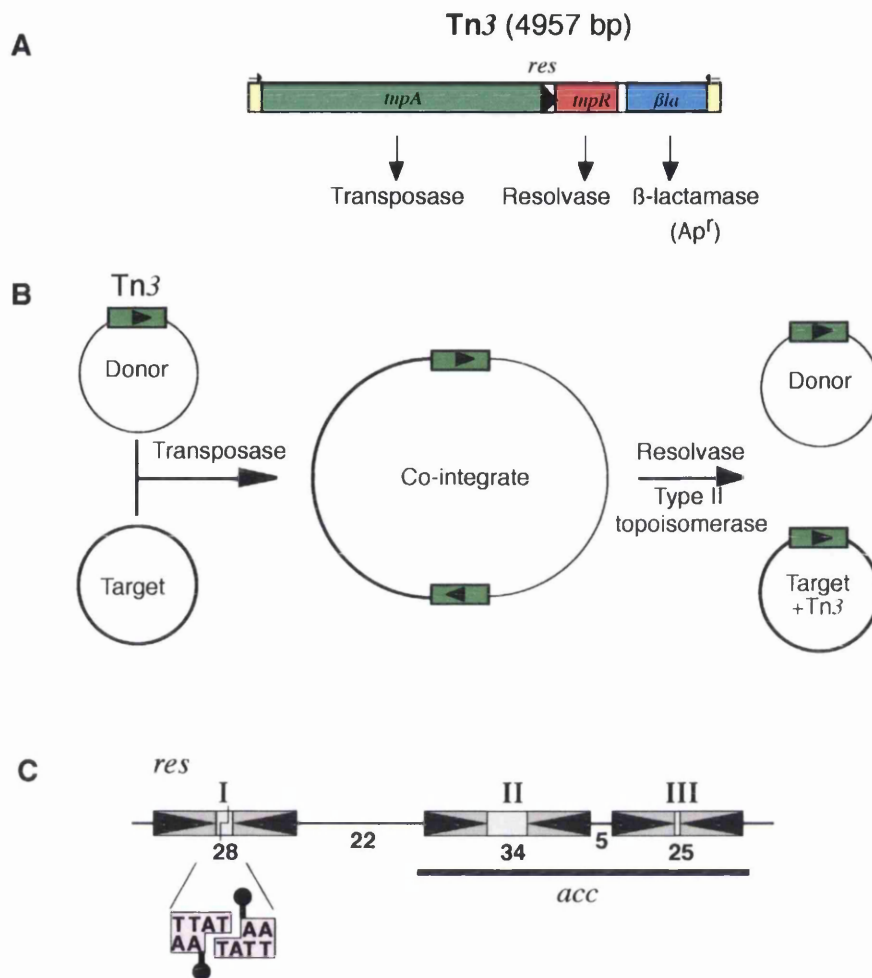 A
Tn3 (4957 bp)
res
tnpA
tnpR
βla
Transposase
Resolvase
ß-lactamase
(Apʳ)
B
Tn3
Donor
Target
Transposase
Co-integrate
Resolvase
Type II
topoisomerase
Donor
Target
+Tn3
C
res
I
II
III
28
22
34
5
25
acc
TTAT AA
AA TATT